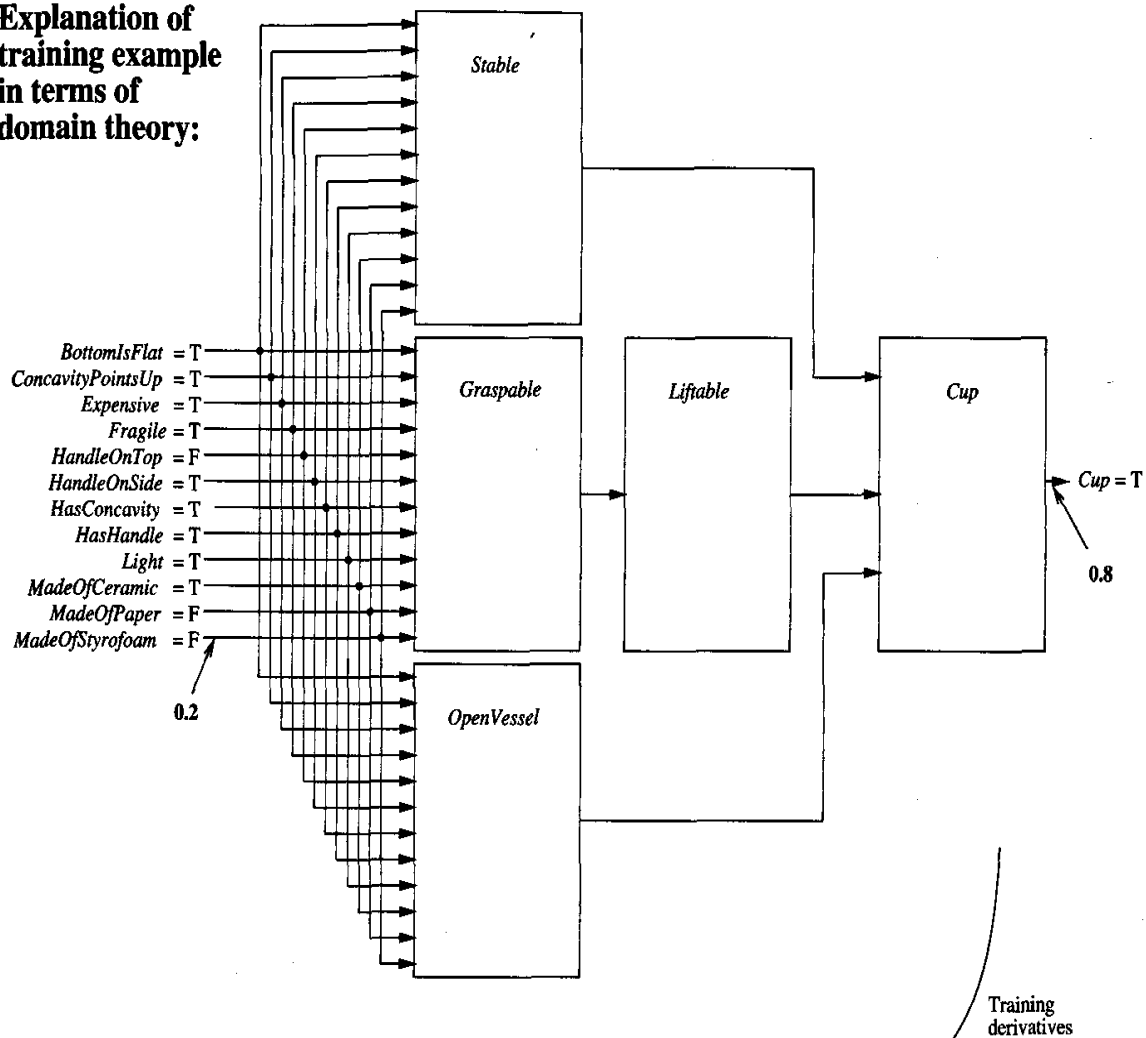 Explanation of
training example
in terms of
domain theory:
Stable
BottomIsFlat = T
ConcavityPointsUp = T
Expensive = T
Fragile = T
HandleOnTop = F
HandleOnSide = T
HasConcavity = T
HasHandle = T
Light = T
MadeOfCeramic = T
MadeOfPaper = F
MadeOfStyrofoam = F
Graspable
Liftable
Cup
Cup = T
0.8
0.2
OpenVessel
Training
derivatives